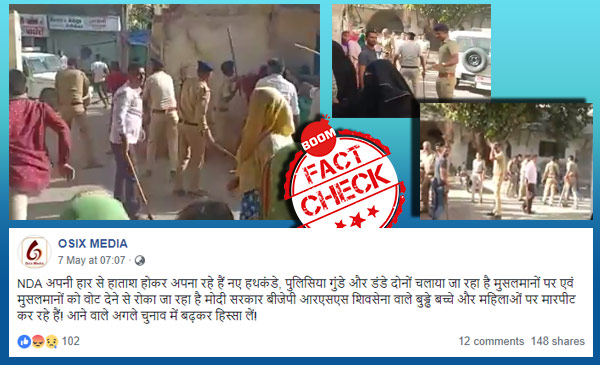 BOOM
FACT
CHECK
OSIX MEDIA
Osix Media
7 May at 07:07
NDA अपनी हार से हाताश होकर अपना रहे हैं नए हथकंडे, पुलिसिया गुंडे और डंडे दोनों चलाया जा रहा है मुसलमानों पर एवं
मुसलमानों को वोट देने से रोका जा रहा है मोदी सरकार बीजेपी आरएसएस शिवसेना वाले बुड्ढे बच्चे और महिलाओं पर मारपीट
कर रहे हैं! आने वाले अगले चुनाव में बढ़कर हिस्सा लें!
102
12 comments 148 shares